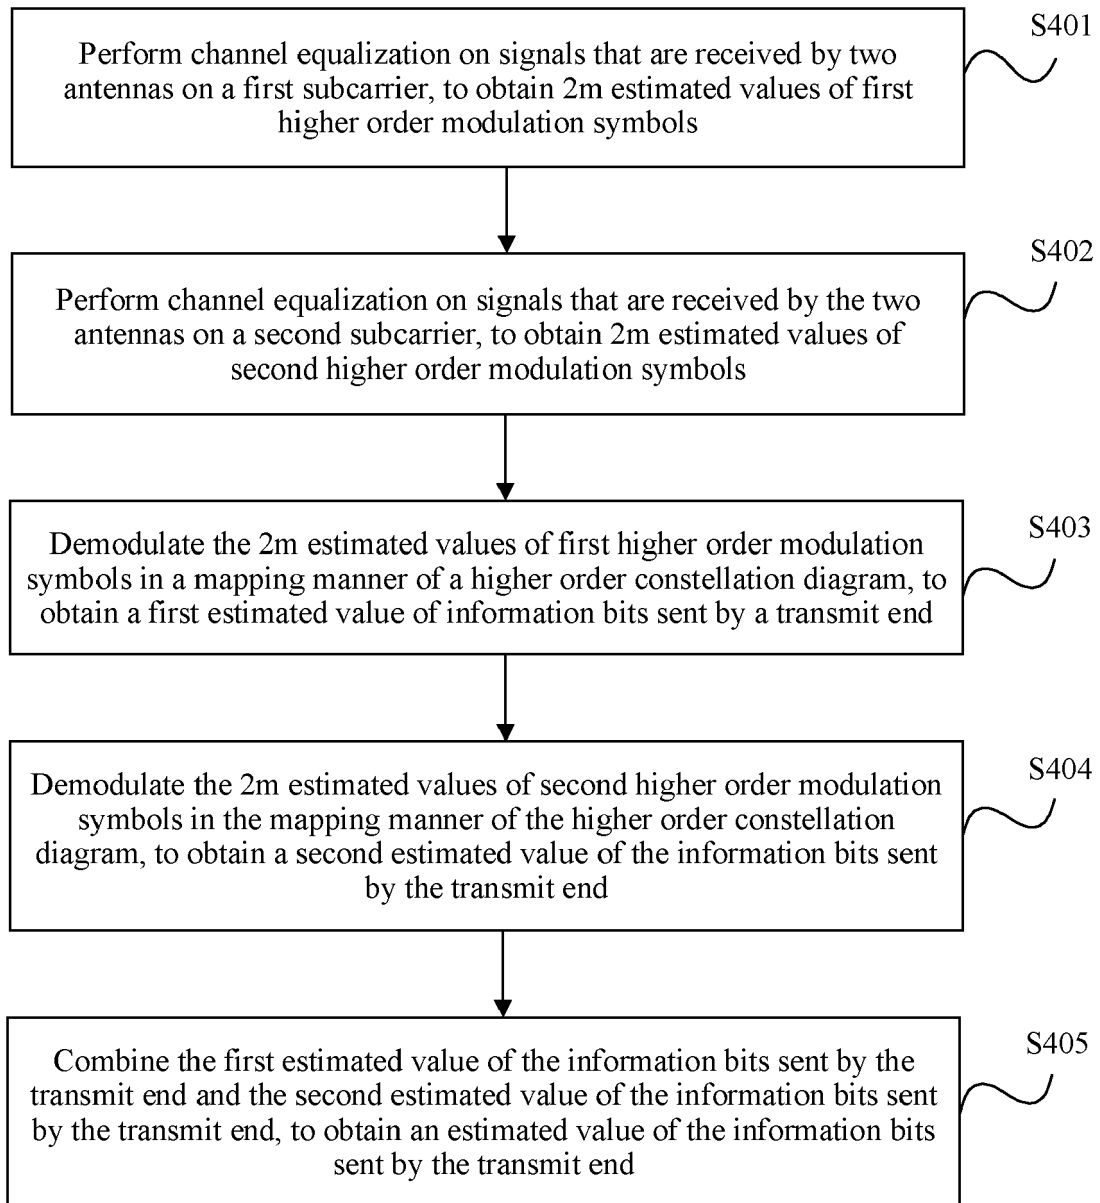 S401
Perform channel equalization on signals that are received by two
antennas on a first subcarrier, to obtain 2m estimated values of first
higher order modulation symbols
S402
Perform channel equalization on signals that are received by the two
antennas on a second subcarrier, to obtain 2m estimated values of
second higher order modulation symbols
S403
Demodulate the 2m estimated values of first higher order modulation
symbols in a mapping manner of a higher order constellation diagram, to
obtain a first estimated value of information bits sent by a transmit end
S404
Demodulate the 2m estimated values of second higher order modulation
symbols in the mapping manner of the higher order constellation
diagram, to obtain a second estimated value of the information bits sent
by the transmit end
S405
Combine the first estimated value of the information bits sent by the
transmit end and the second estimated value of the information bits sent
by the transmit end, to obtain an estimated value of the information bits
sent by the transmit end